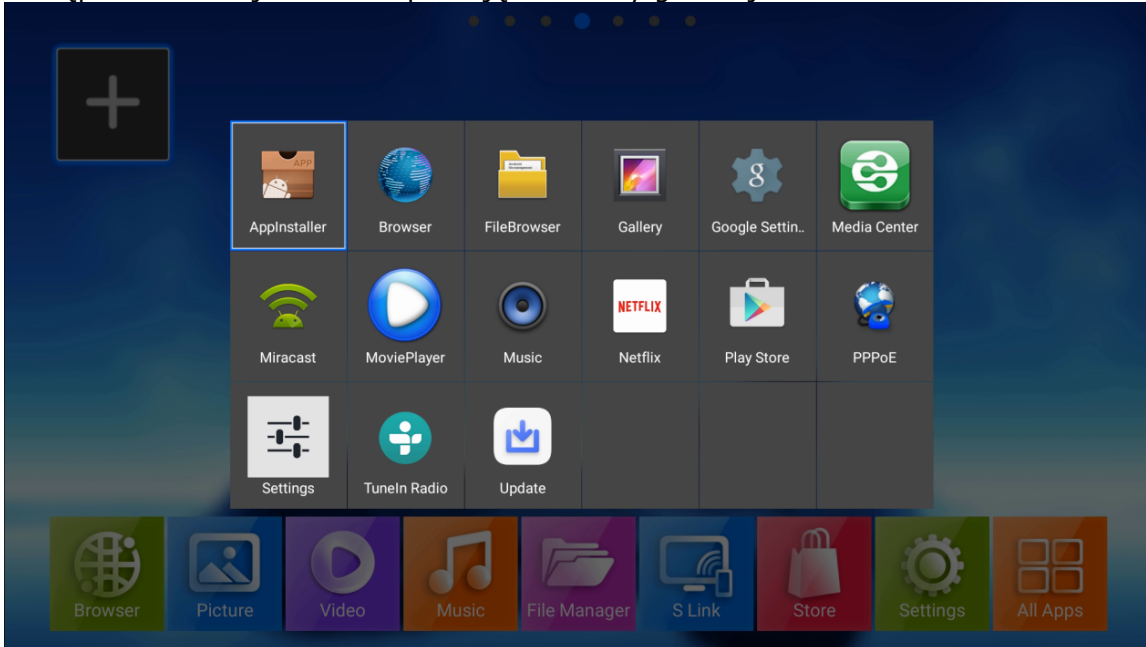 APP
AppInstaller
Browser
FileBrowser
Gallery
g
Google Settin..
Media Center
Miracast
MoviePlayer
Music
NETFLIX
Netflix
Play Store
PPPoE
Settings
TuneIn Radio
Update
Browser
Picture
Video
Music
File Manager
S Link
Store
Settings
All Apps